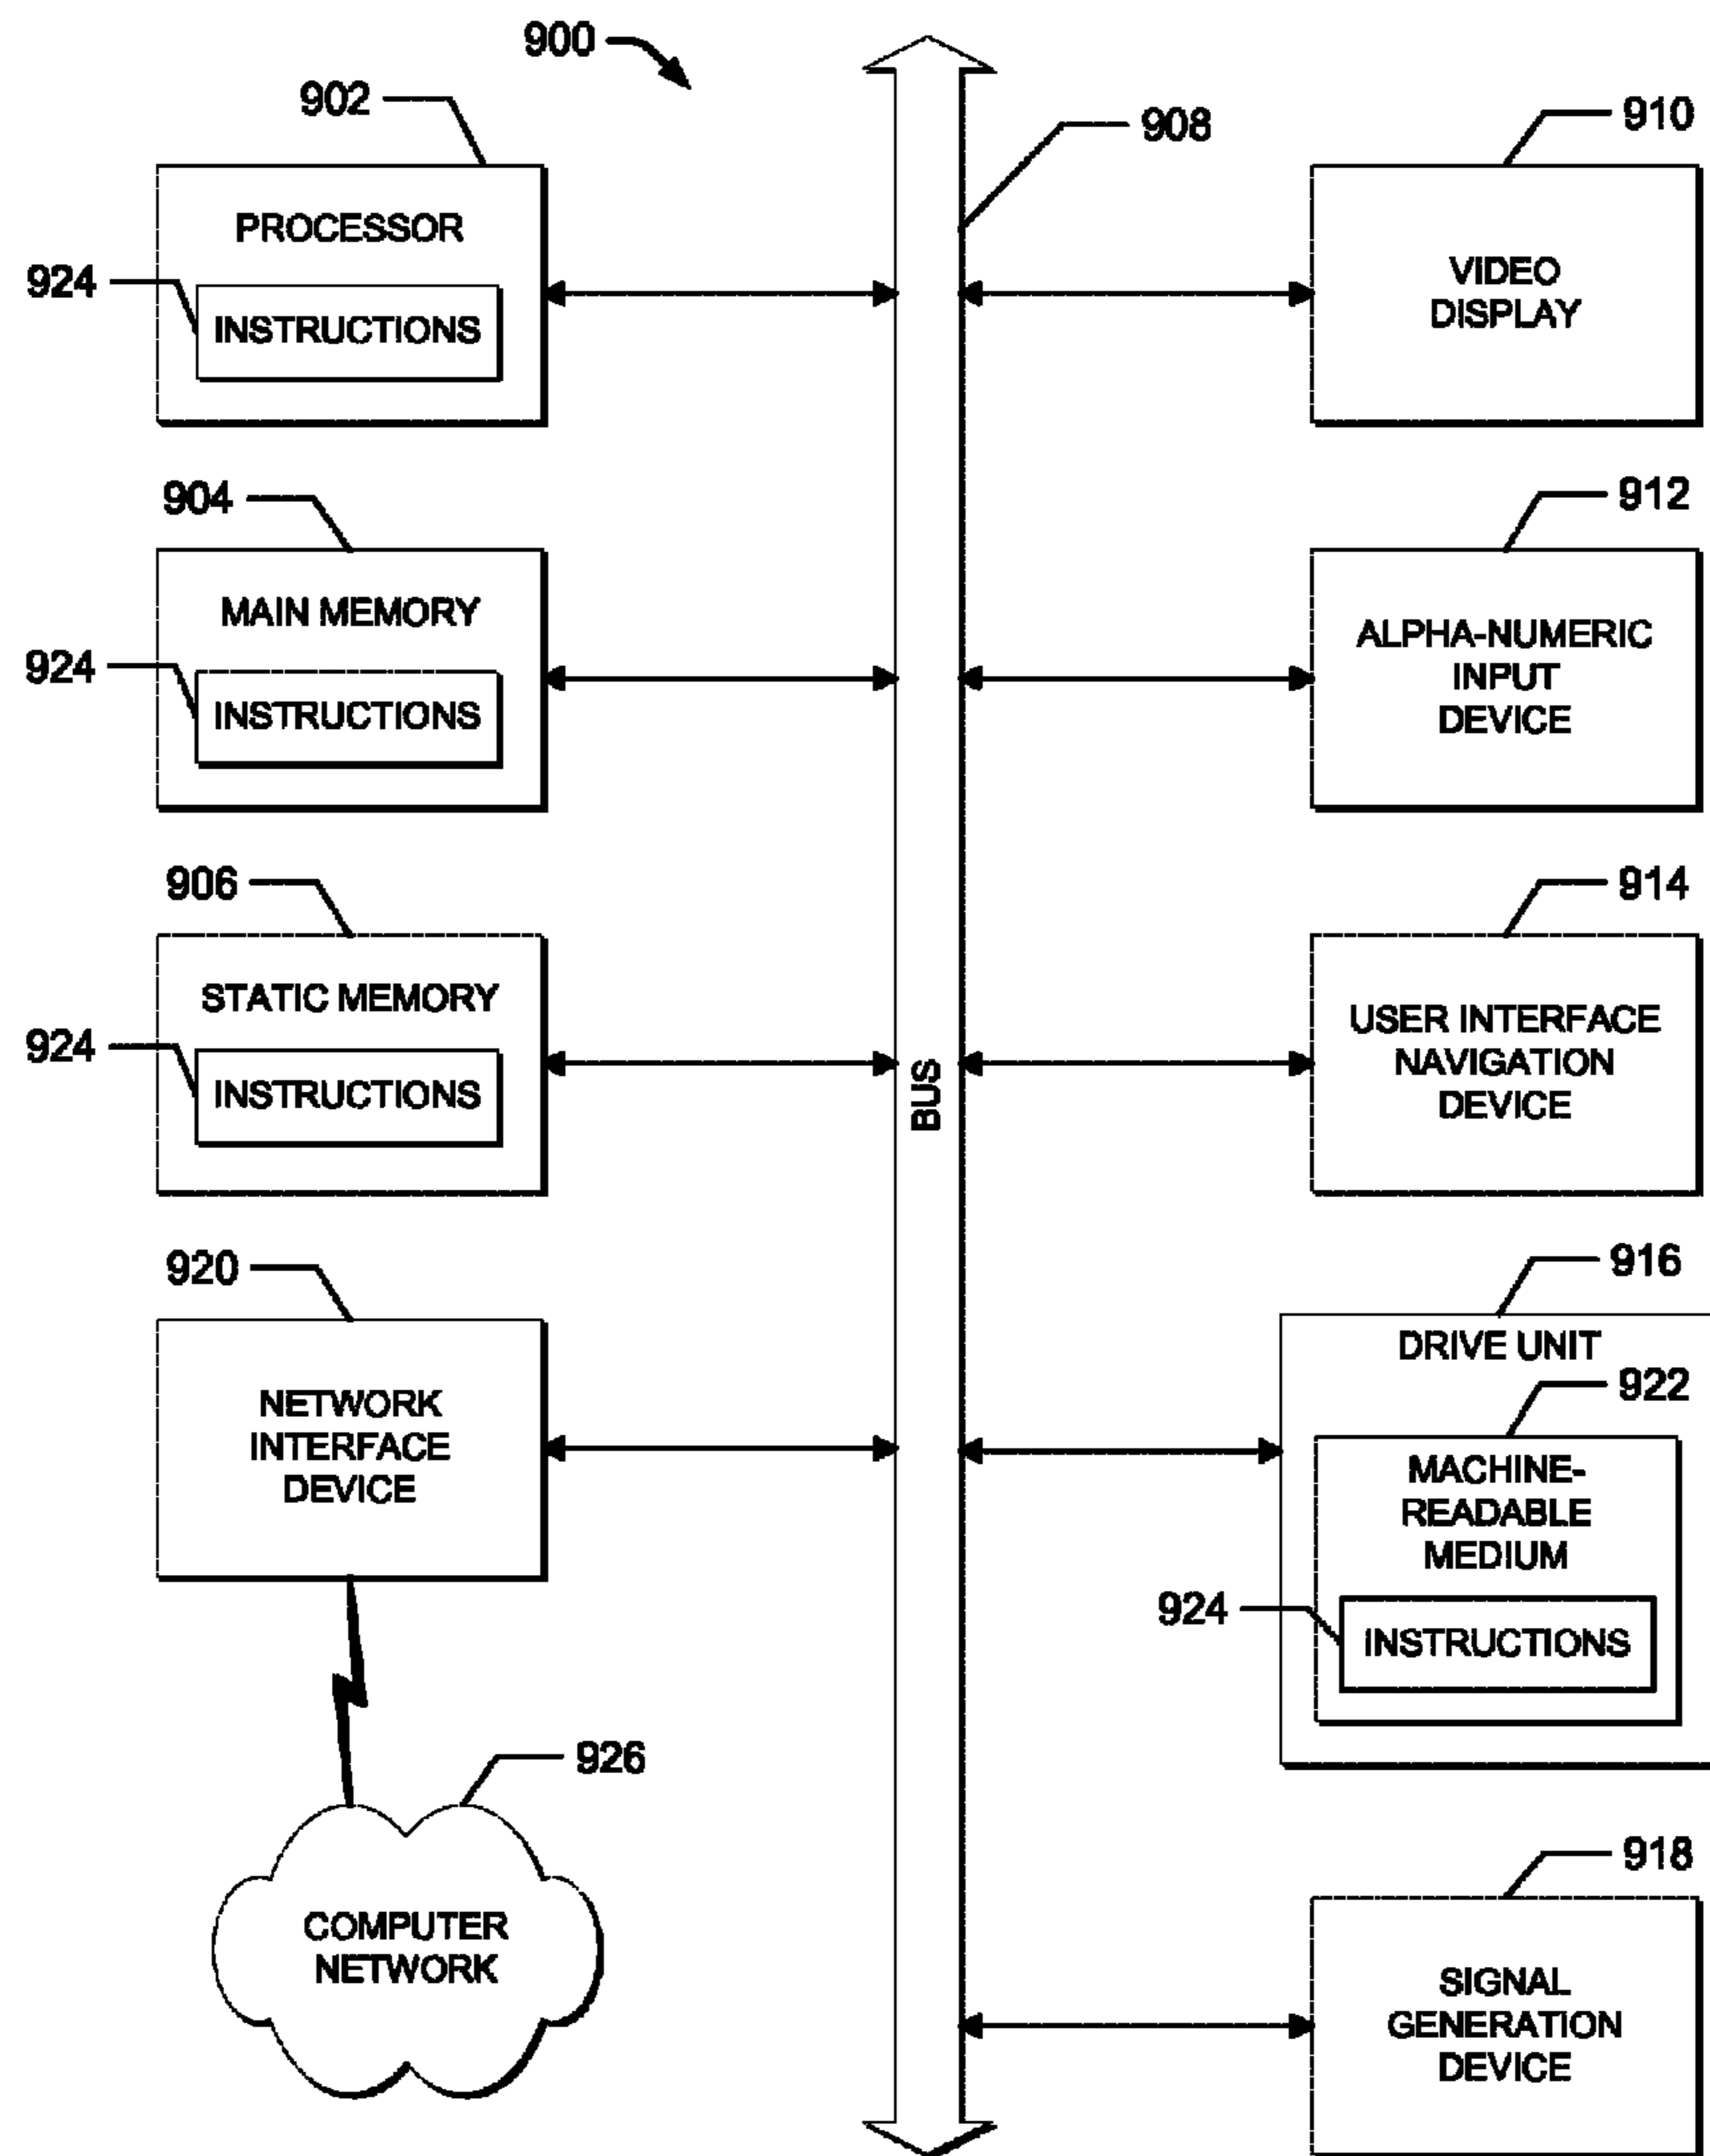 900
902
PROCESSOR
924
INSTRUCTIONS
904
MAIN MEMORY
924
INSTRUCTIONS
906
STATIC MEMORY
924
INSTRUCTIONS
920
NETWORK
INTERFACE
DEVICE
926
COMPUTER
NETWORK
908
BUS
910
VIDEO
DISPLAY
912
ALPHA-NUMERIC
INPUT
DEVICE
914
USER INTERFACE
NAVIGATION
DEVICE
916
DRIVE UNIT
922
MACHINE-
READABLE
MEDIUM
924
INSTRUCTIONS
918
SIGNAL
GENERATION
DEVICE